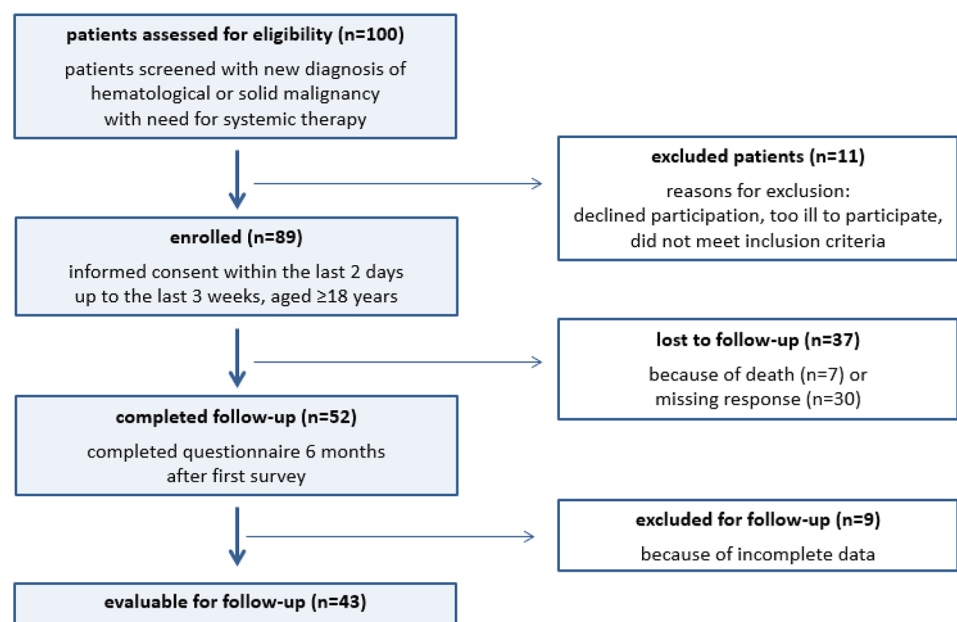 patients assessed for eligibility (n=100)
patients screened with new diagnosis of
hematological or solid malignancy
with need for systemic therapy
excluded patients (n=11)
reasons for exclusion:
declined participation, too ill to participate,
did not meet inclusion criteria
enrolled (n=89)
informed consent within the last 2 days
up to the last 3 weeks, aged ≥18 years
lost to follow-up (n=37)
because of death (n=7) or
missing response (n=30)
completed follow-up (n=52)
completed questionnaire 6 months
after first survey
excluded for follow-up (n=9)
because of incomplete data
evaluable for follow-up (n=43)